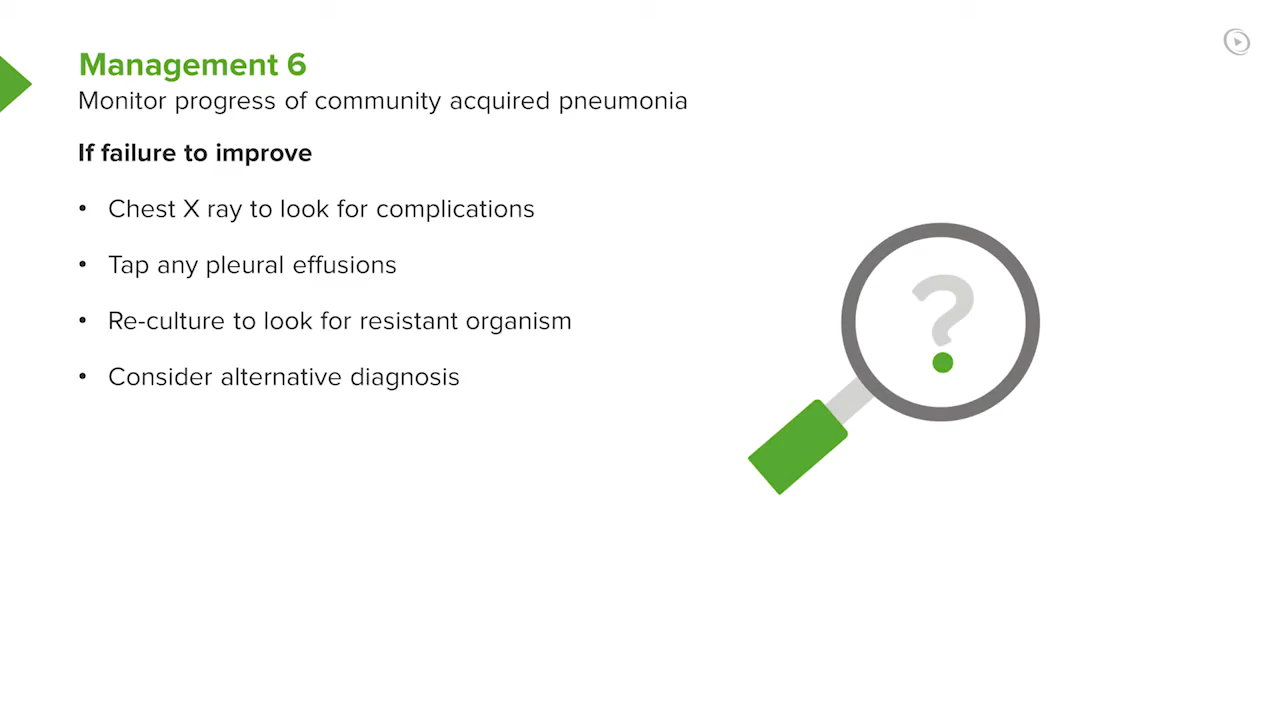 Management 6
Monitor progress of community acquired pneumonia
If failure to improve
• Chest X ray to look for complications
• Tap any pleural effusions
• Re-culture to look for resistant organism
• Consider alternative diagnosis
?